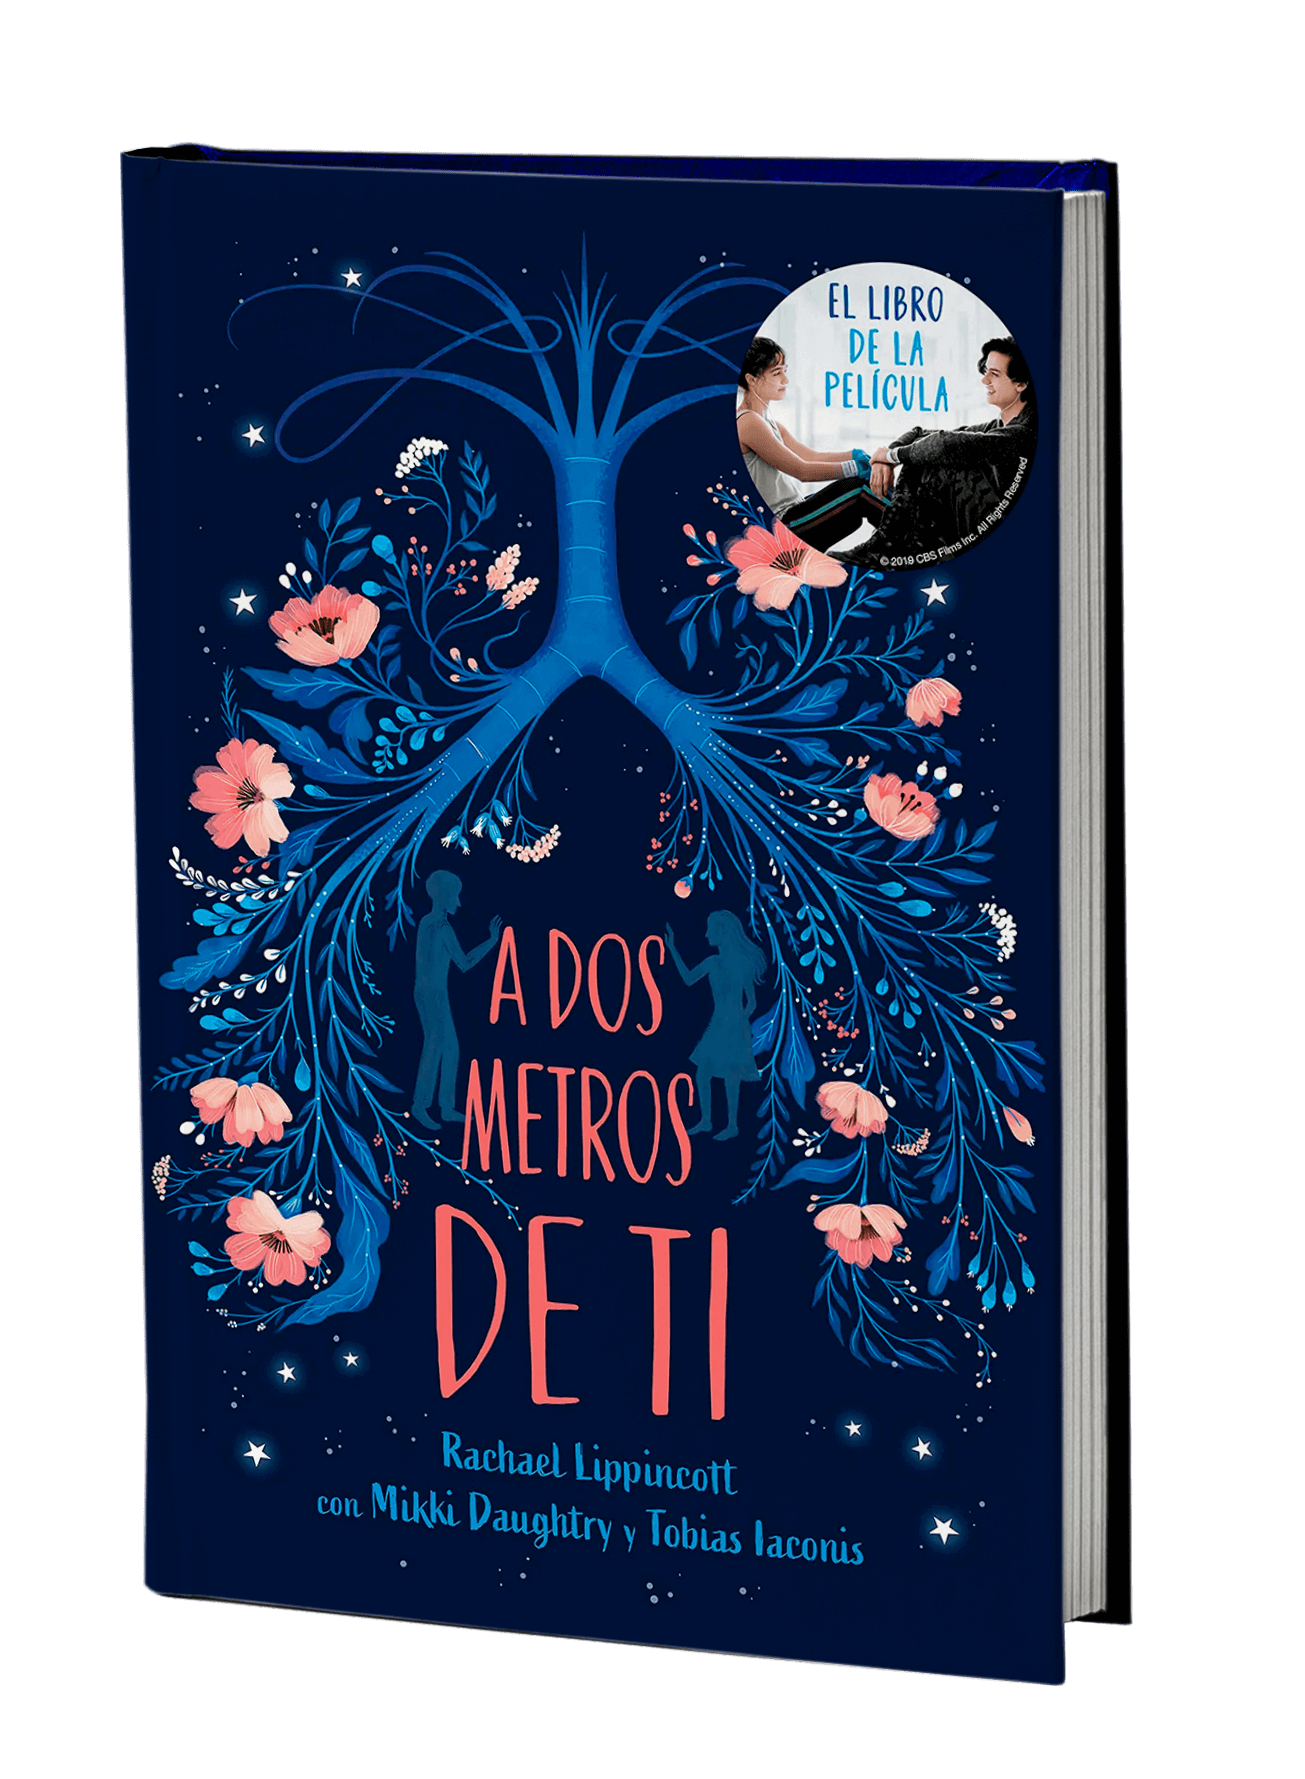 EL LIBRO
DE LA
PELÍCULA
© 2019 CBS Films Inc. All Rights Reserved
A DOS
METROS
DE TI
Rachael Lippincott
con Mikki Daughtry y Tobias Iaconis